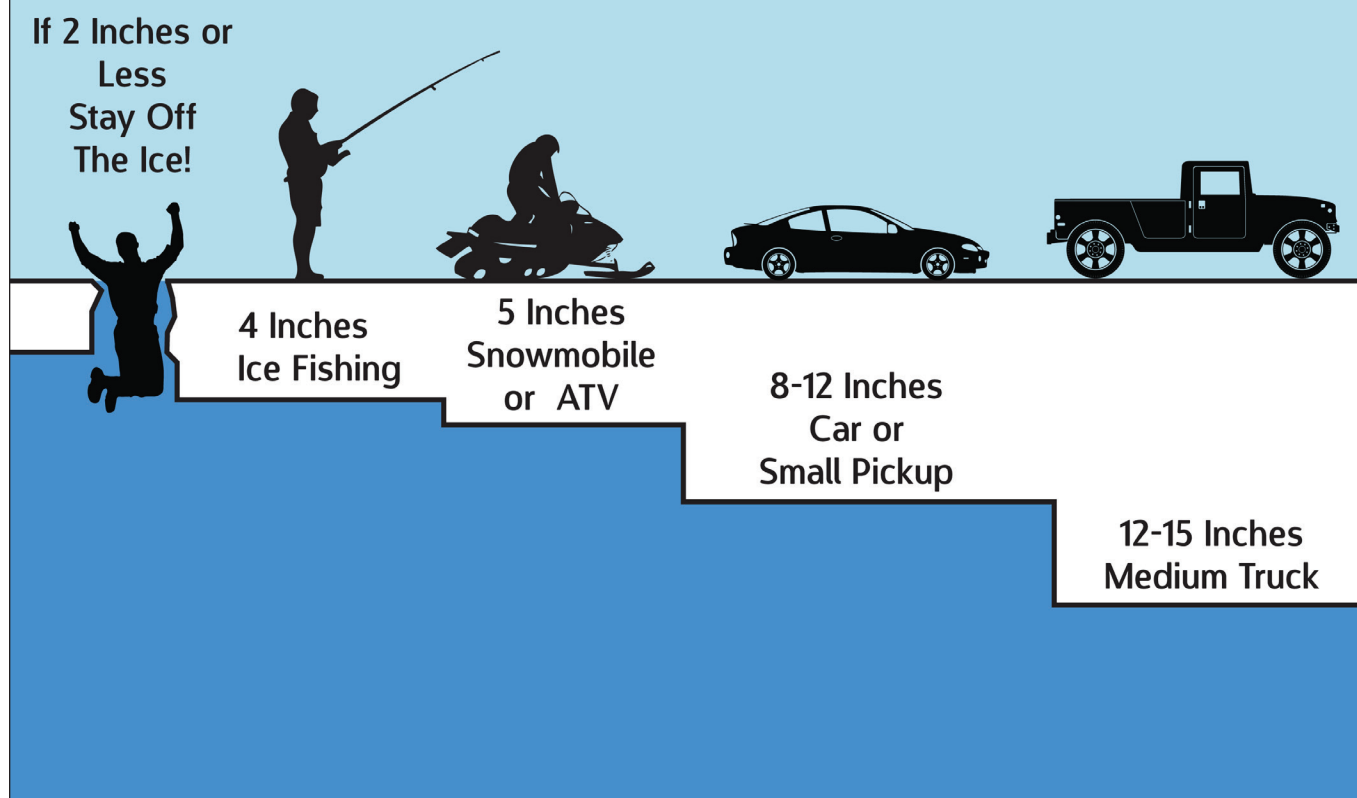 If 2 Inches or
Less
Stay Off
The Ice!
4 Inches
Ice Fishing
5 Inches
Snowmobile
or ATV
8-12 Inches
Car or
Small Pickup
12-15 Inches
Medium Truck